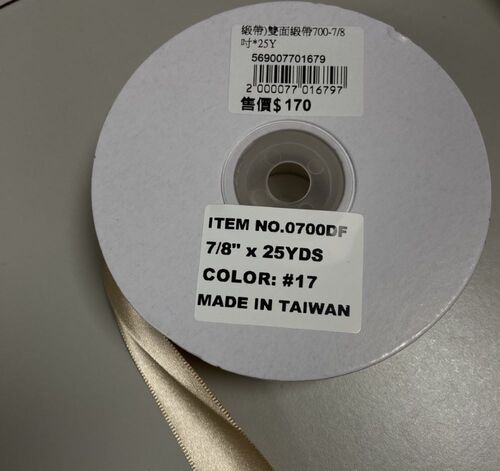 緞帶)雙面緞帶700-7/8
吋*25Y
569007701679
2 000077 016797
售價$170
ITEM NO.0700DF
7/8" x 25YDS
COLOR: #17
MADE IN TAIWAN